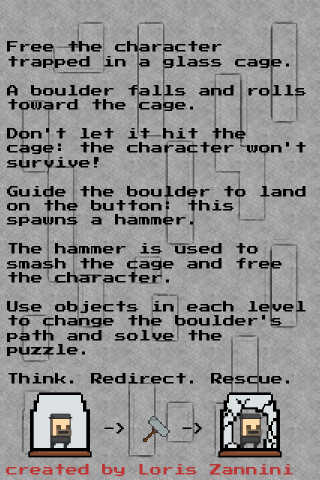 Free the character
trapped in a glass cage.
A boulder falls and rolls
toward the cage.
Don't let it hit the
cage: the character won't
survive!
Guide the boulder to land
on the button: this
spawns a hammer.
The hammer is used to
smash the cage and free
the character.
Use objects in each level
to change the boulder's
path and solve the
puzzle.
Think. Redirect. Rescue.
-> ->
created by Loris Zannini